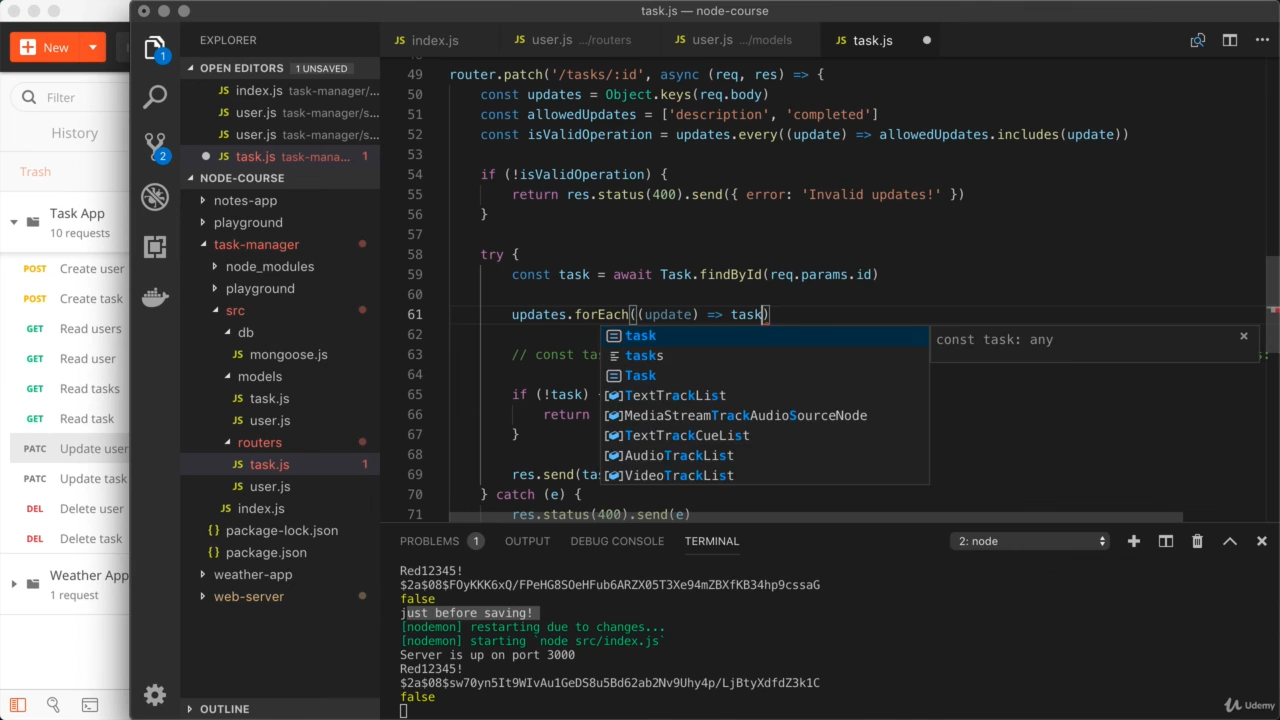 task.js — node-course
New
Filter
History
Trash
Task App
10 requests
POST Create user
POST Create task
GET Read users
GET Read user
GET Read tasks
GET Read task
PATC Update user
PATC Update task
DEL Delete user
DEL Delete task
Weather App
1 request
1
2
EXPLORER
OPEN EDITORS 1 UNSAVED
JS index.js task-manager/...
JS user.js task-manager/s...
JS user.js task-manager/s...
JS task.js task-mana... 1
NODE-COURSE
notes-app
playground
task-manager
node_modules
playground
src
db
JS mongoose.js
models
JS task.js
JS user.js
routers
JS task.js 1
JS user.js
JS index.js
{ } package-lock.json
{ } package.json
weather-app
web-server
OUTLINE
JS index.js
JS user.js .../routers
JS user.js .../models
JS task.js
49 router.patch('/tasks/:id', async (req, res) => {
50 const updates = Object.keys(req.body)
51 const allowedUpdates = ['description', 'completed']
52 const isValidOperation = updates.every((update) => allowedUpdates.includes(update))
53
54 if (!isValidOperation) {
55 return res.status(400).send({ error: 'Invalid updates!' })
56 }
57
58 try {
59 const task = await Task.findById(req.params.id)
60
61 updates.forEach((update) => task)
62
63 // const tas
64
65 if (!task) {
66 return
67 }
68
69 res.send(tas
70 } catch (e) {
71 res.status(400).send(e)
task
tasks
Task
TextTrackList
MediaStreamTrackAudioSourceNode
TextTrackCueList
AudioTrackList
VideoTrackList
const task: any
PROBLEMS 1 OUTPUT DEBUG CONSOLE TERMINAL 2: node
Red12345!
$2a$08$FOyKKK6xQ/FPeHG8SOeHFub6ARZX05T3Xe94mZBXfKB34hp9cssaG
false
just before saving!
[nodemon] restarting due to changes...
[nodemon] starting `node src/index.js`
Server is up on port 3000
Red12345!
$2a$08$sw70yn5It9WIvAu1GeDS8u5Bd62ab2Nv9Uhy4p/LjBtyXdfdZ3k1C
false
Udemy